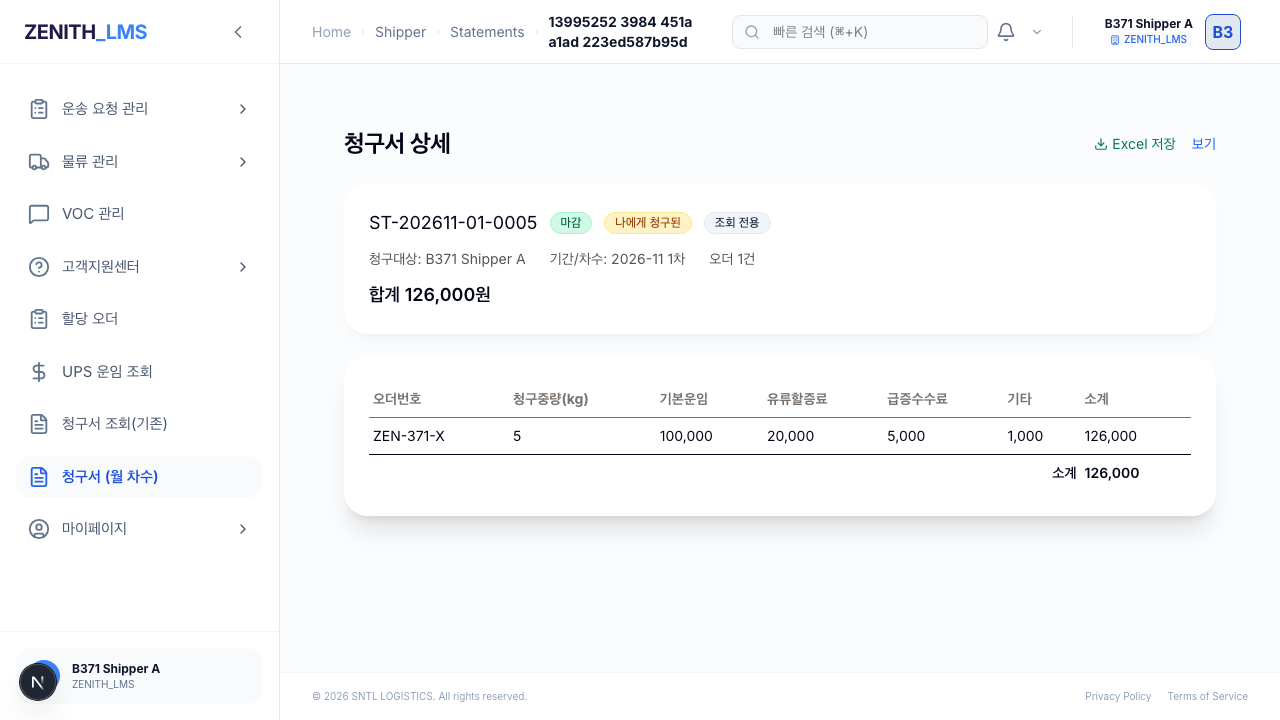 ZENITH_LMS
Home
Shipper
Statements
13995252 3984 451a
a1ad 223ed587b95d
빠른 검색 (⌘+K)
B371 Shipper A
ZENITH_LMS
B3
운송 요청 관리
물류 관리
VOC 관리
고객지원센터
할당 오더
UPS 운임 조회
청구서 조회(기존)
청구서 (월 차수)
마이페이지
B371 Shipper A
ZENITH_LMS
N
청구서 상세
Excel 저장
보기
ST-202611-01-0005 마감 나에게 청구된 조회 전용
청구대상: B371 Shipper A 기간/차수: 2026-11 1차 오더 1건
합계 126,000원
오더번호 청구중량(kg) 기본운임 유류할증료 급증수수료 기타 소계
ZEN-371-X 5 100,000 20,000 5,000 1,000 126,000
소계 126,000
© 2026 SNTL LOGISTICS. All rights reserved.
Privacy Policy
Terms of Service